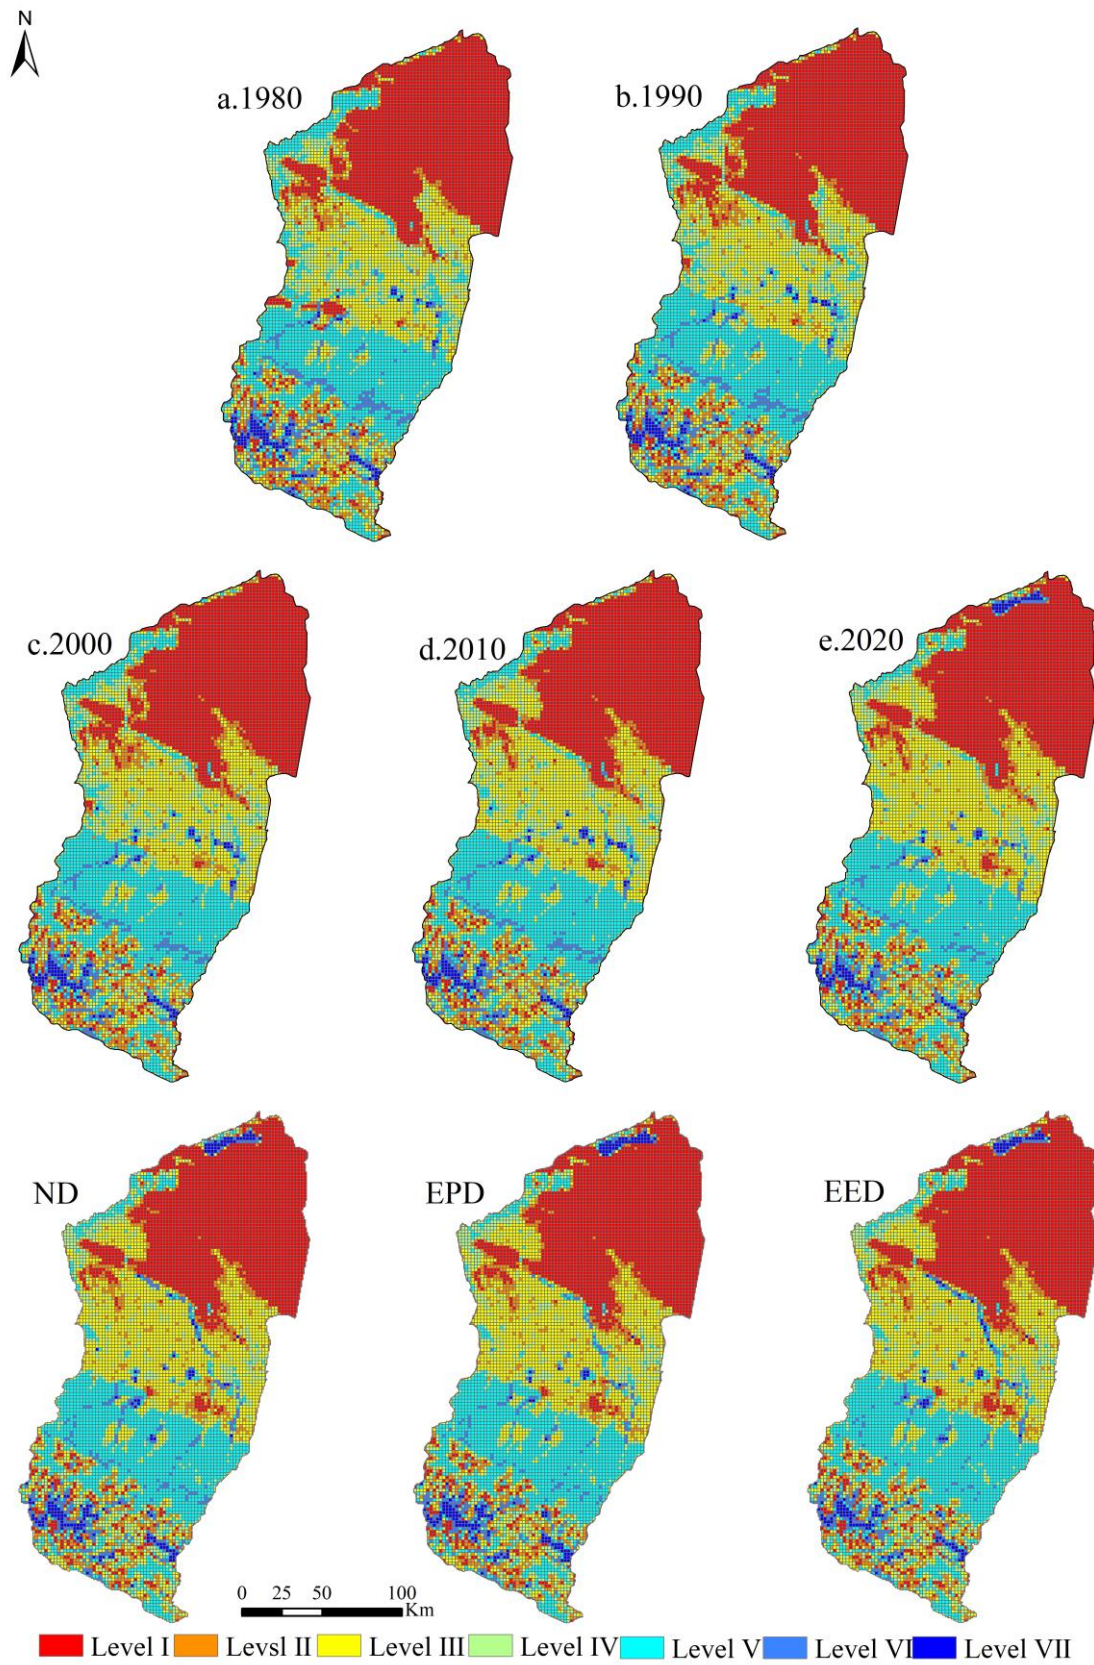 N
a.1980
b.1990
c.2000
d.2010
e.2020
ND
EPD
EED
0 25 50 100
Km
Level I Levsl II Level III Level IV Level V Level VI Level VII